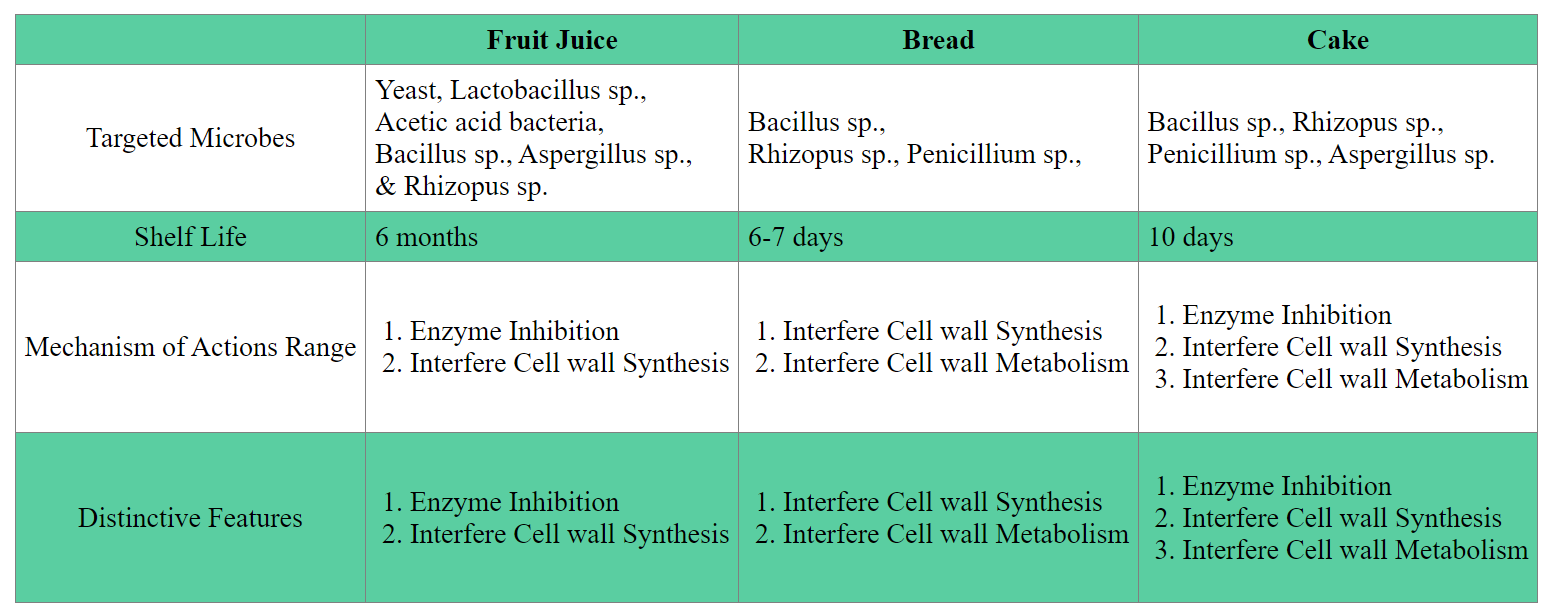 Fruit Juice Bread Cake
Targeted Microbes
Yeast, Lactobacillus sp.,
Acetic acid bacteria,
Bacillus sp., Aspergillus sp.,
& Rhizopus sp.
Bacillus sp.,
Rhizopus sp., Penicillium sp.,
Bacillus sp., Rhizopus sp.,
Penicillium sp., Aspergillus sp.
Shelf Life 6 months 6-7 days 10 days
Mechanism of Actions Range
1. Enzyme Inhibition
2. Interfere Cell wall Synthesis
1. Interfere Cell wall Synthesis
2. Interfere Cell wall Metabolism
1. Enzyme Inhibition
2. Interfere Cell wall Synthesis
3. Interfere Cell wall Metabolism
Distinctive Features
1. Enzyme Inhibition
2. Interfere Cell wall Synthesis
1. Interfere Cell wall Synthesis
2. Interfere Cell wall Metabolism
1. Enzyme Inhibition
2. Interfere Cell wall Synthesis
3. Interfere Cell wall Metabolism